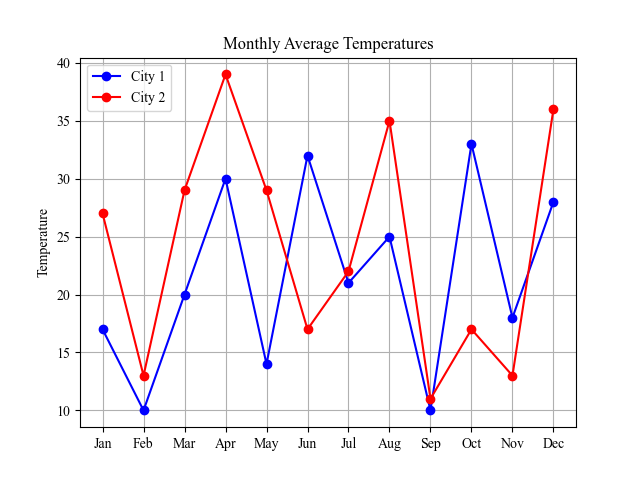 Monthly Average Temperatures
City 1
City 2
Temperature
40
35
30
25
20
15
10
Jan Feb Mar Apr May Jun Jul Aug Sep Oct Nov Dec